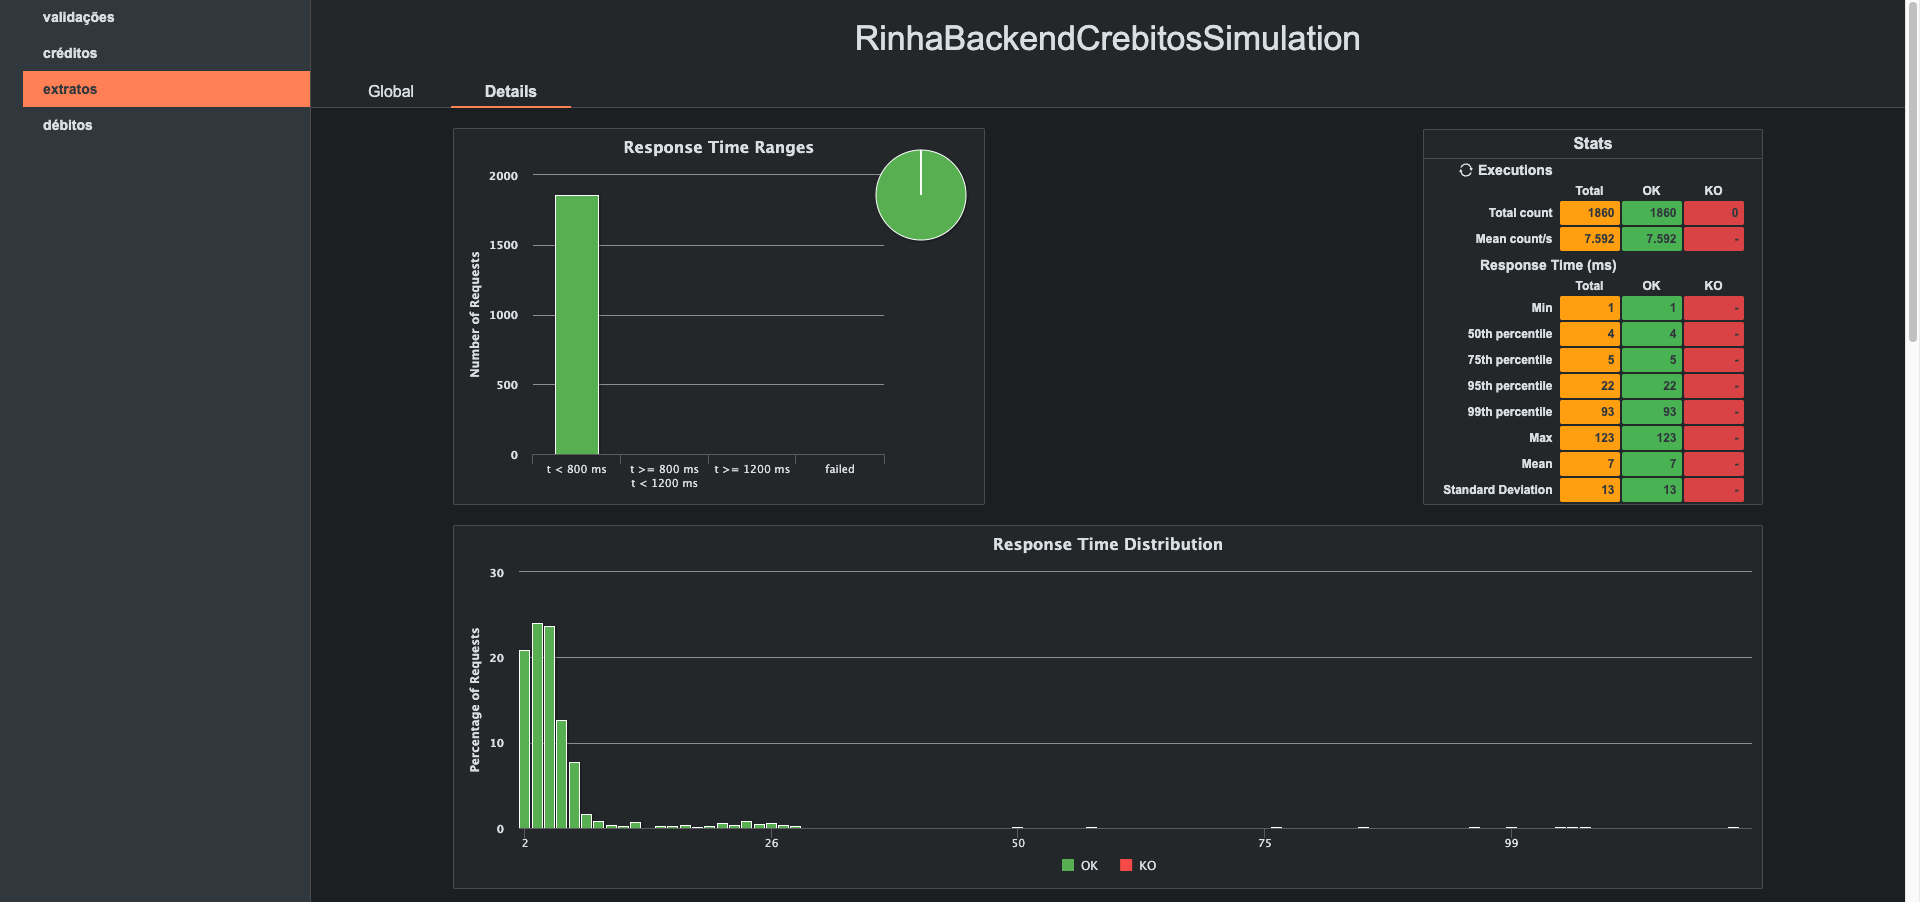 validações
créditos
extratos
débitos
RinhaBackendCrebitosSimulation
Global Details
Response Time Ranges
Number of Requests
2000
1500
1000
500
0
t < 800 ms t >= 800 ms t >= 1200 ms failed
t < 1200 ms
Stats
Executions
Total OK KO
Total count 1860 1860 0
Mean count/s 7.592 7.592 -
Response Time (ms)
Total OK KO
Min 1 1 -
50th percentile 4 4 -
75th percentile 5 5 -
95th percentile 22 22 -
99th percentile 93 93 -
Max 123 123 -
Mean 7 7 -
Standard Deviation 13 13 -
Response Time Distribution
Percentage of Requests
30
20
10
0
2 26 50 75 99
OK KO